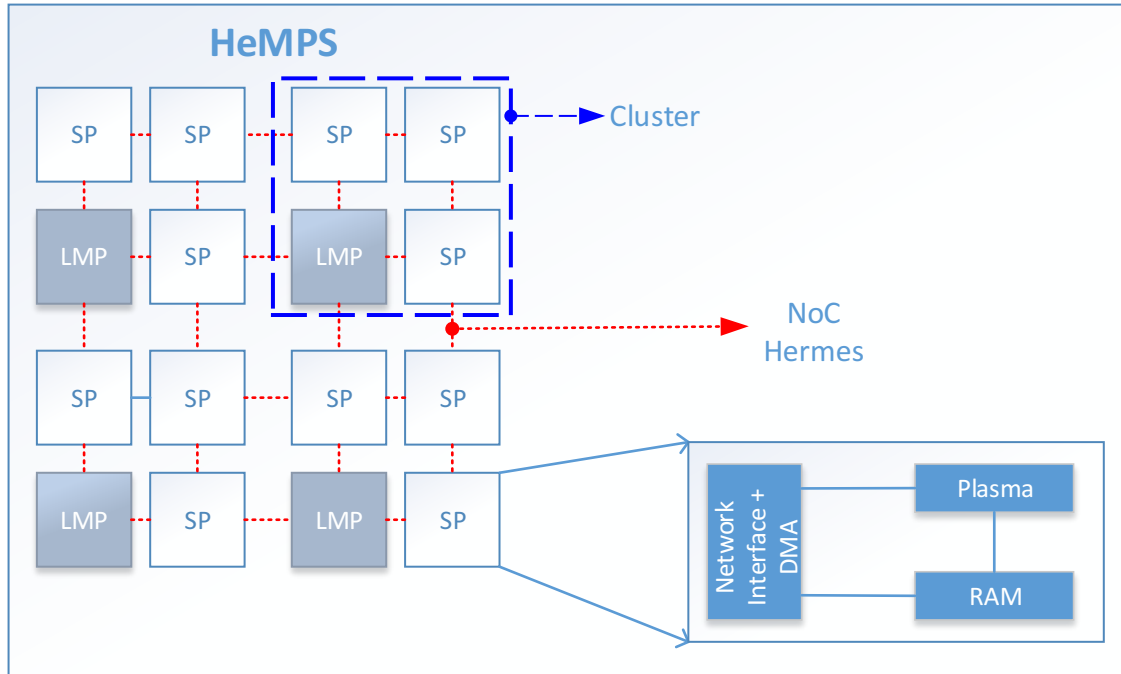 HeMPS
SP SP SP SP
Cluster
LMP SP LMP SP
NoC
Hermes
SP SP SP SP
LMP SP LMP SP
Network
Interface +
DMA
Plasma
RAM